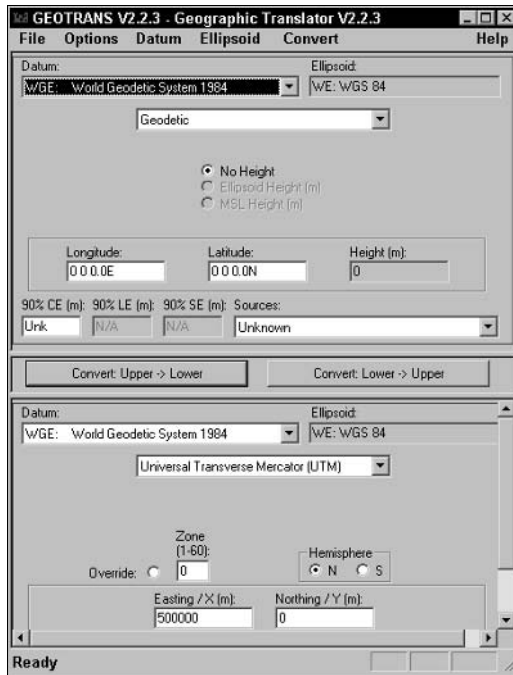 GEOTRANS V2.2.3 - Geographic Translator V2.2.3
File Options Datum Ellipsoid Convert Help
Datum: Ellipsoid:
WGE: World Geodetic System 1984 WE: WGS 84
Geodetic
No Height
Ellipsoid Height (m)
MSL Height (m)
Longitude: Latitude: Height (m):
0 0 0.0E 0 0 0.0N 0
90% CE (m): 90% LE (m): 90% SE (m): Sources:
Unk N/A N/A Unknown
Convert: Upper -> Lower Convert: Lower -> Upper
Datum: Ellipsoid:
WGE: World Geodetic System 1984 WE: WGS 84
Universal Transverse Mercator (UTM)
Zone
(1-60): Hemisphere
Override: 0 N S
Easting / X (m): Northing / Y (m):
500000 0
Ready